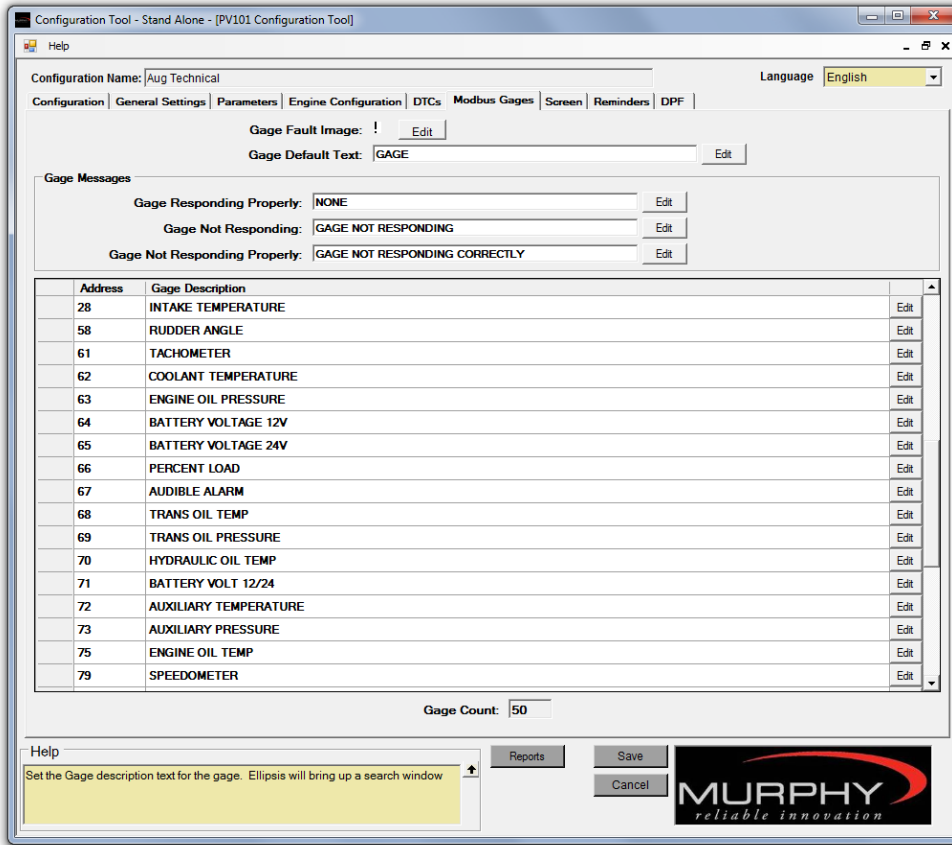 Configuration Tool - Stand Alone - [PV101 Configuration Tool]
Help
Configuration Name: Aug Technical
Language English
Configuration General Settings Parameters Engine Configuration DTCs Modbus Gages Screen Reminders DPF
Gage Fault Image: ! Edit
Gage Default Text: GAGE Edit
Gage Messages
Gage Responding Properly: NONE Edit
Gage Not Responding: GAGE NOT RESPONDING Edit
Gage Not Responding Properly: GAGE NOT RESPONDING CORRECTLY Edit
Address Gage Description
28 INTAKE TEMPERATURE Edit
58 RUDDER ANGLE Edit
61 TACHOMETER Edit
62 COOLANT TEMPERATURE Edit
63 ENGINE OIL PRESSURE Edit
64 BATTERY VOLTAGE 12V Edit
65 BATTERY VOLTAGE 24V Edit
66 PERCENT LOAD Edit
67 AUDIBLE ALARM Edit
68 TRANS OIL TEMP Edit
69 TRANS OIL PRESSURE Edit
70 HYDRAULIC OIL TEMP Edit
71 BATTERY VOLT 12/24 Edit
72 AUXILIARY TEMPERATURE Edit
73 AUXILIARY PRESSURE Edit
75 ENGINE OIL TEMP Edit
79 SPEEDOMETER Edit
Gage Count: 50
Help
Set the Gage description text for the gage. Ellipsis will bring up a search window
Reports
Save
Cancel
MURPHY
reliable innovation